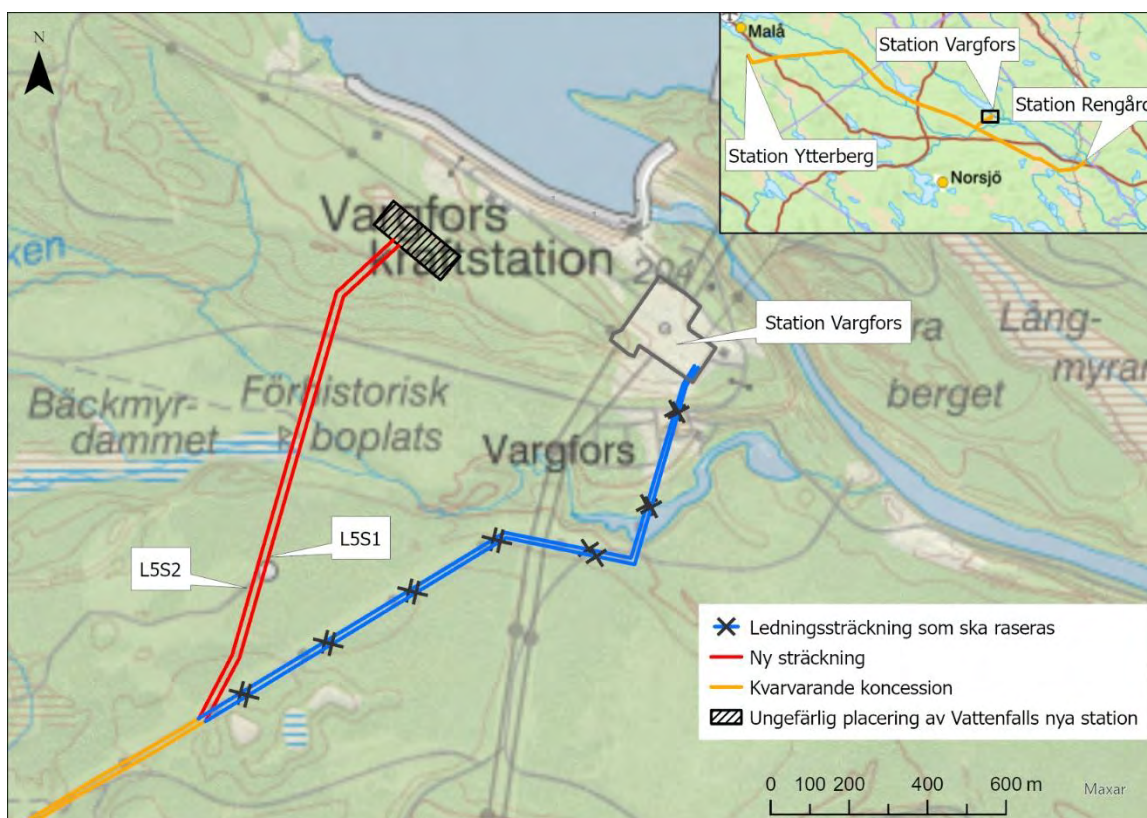 N
Malå
Station Vargfors
Station Rengård
Station Ytterberg
Norsjö
ken
Vargfors
kraftstation
204
Station Vargfors
berget
Lång-
myran
Bäckmyr-
dammet
Förhistorisk
boplats
Vargfors
L5S1
L5S2
Ledningssträckning som ska raseras
Ny sträckning
Kvarvarande koncession
Ungefärlig placering av Vattenfalls nya station
0 100 200 400 600 m
Maxar